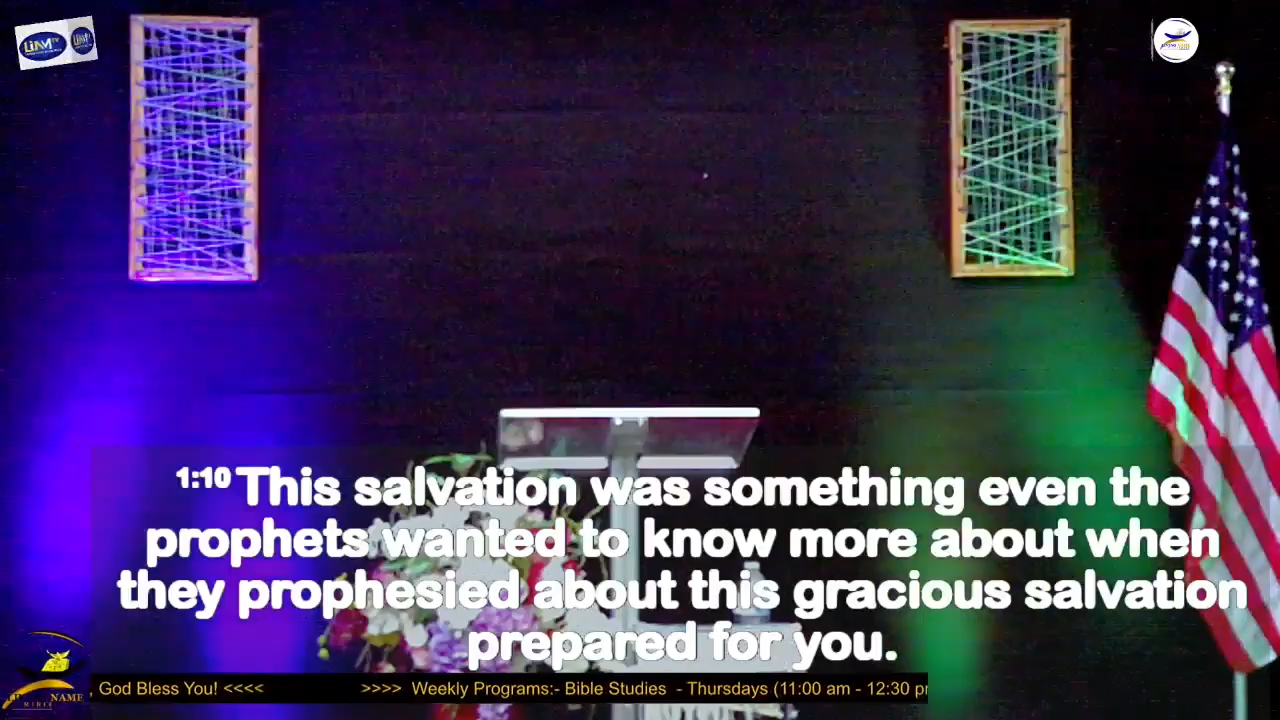 LINM TV
1:10 This salvation was something even the
prophets wanted to know more about when
they prophesied about this gracious salvation
prepared for you.
, God Bless You! <<<< >>>> Weekly Programs:- Bible Studies - Thursdays (11:00 am - 12:30 p
NAME